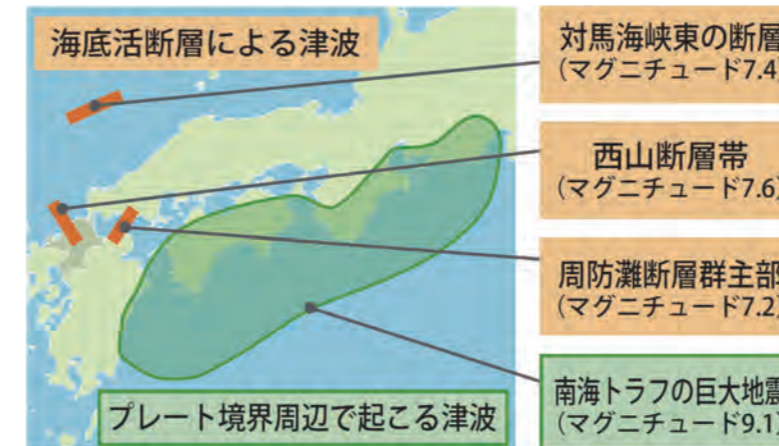 海底活断層による津波
対馬海峡東の断層
（マグニチュード7.4）
西山断層帯
（マグニチュード7.6）
周防灘断層群主部
（マグニチュード7.2）
南海トラフの巨大地震
（マグニチュード9.1）
プレート境界周辺で起こる津波